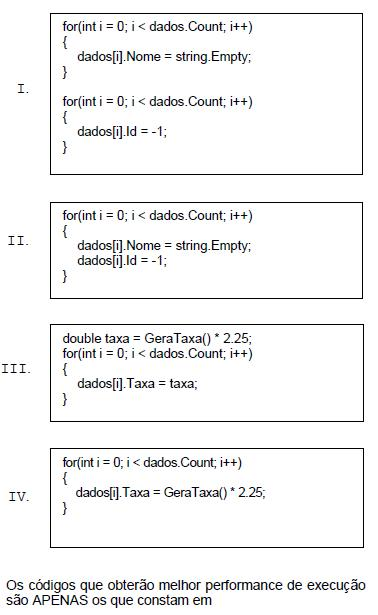 I.
for(int i = 0; i < dados.Count; i++)
{
dados[i].Nome = string.Empty;
}
for(int i = 0; i < dados.Count; i++)
{
dados[i].Id = -1;
}
II.
for(int i = 0; i < dados.Count; i++)
{
dados[i].Nome = string.Empty;
dados[i].Id = -1;
}
III.
double taxa = GeraTaxa() * 2.25;
for(int i = 0; i < dados.Count; i++)
{
dados[i].Taxa = taxa;
}
IV.
for(int i = 0; i < dados.Count; i++)
{
dados[i].Taxa = GeraTaxa() * 2.25;
}
Os códigos que obterão melhor performance de execução
são APENAS os que constam em